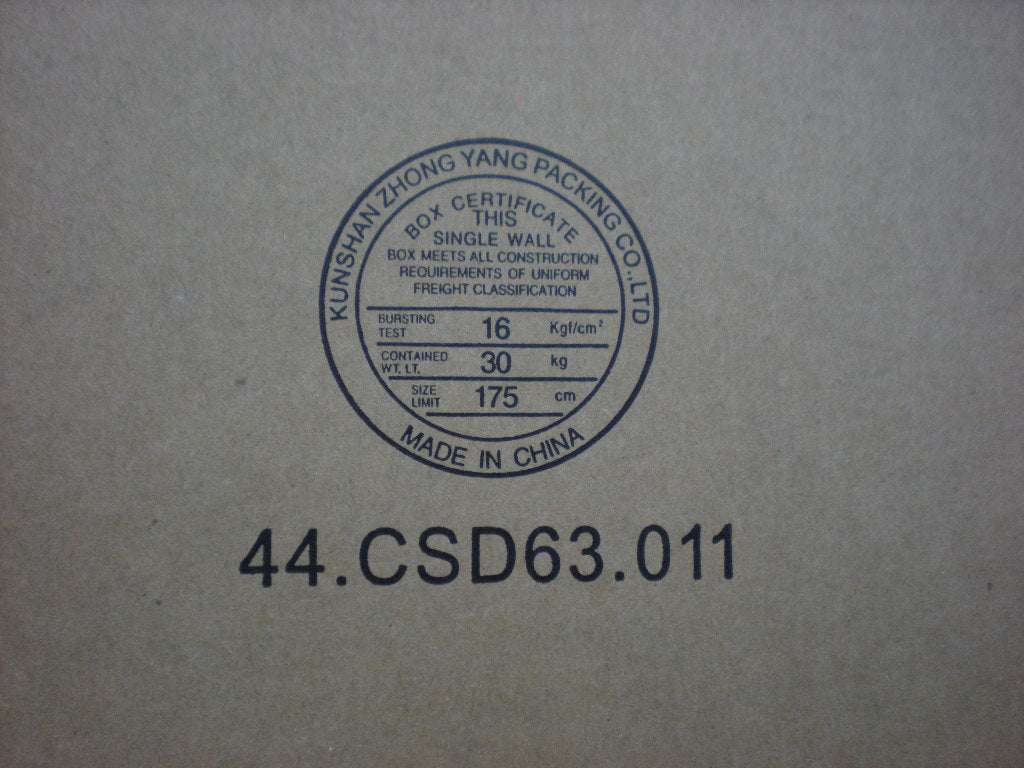 KUNSHAN ZHONG YANG PACKING CO.,LTD
BOX CERTIFICATE
THIS
SINGLE WALL
BOX MEETS ALL CONSTRUCTION
REQUIREMENTS OF UNIFORM
FREIGHT CLASSIFICATION
BURSTING TEST 16 Kgf/cm²
CONTAINED WT. LT. 30 kg
SIZE LIMIT 175 cm
MADE IN CHINA
44.CSD63.011